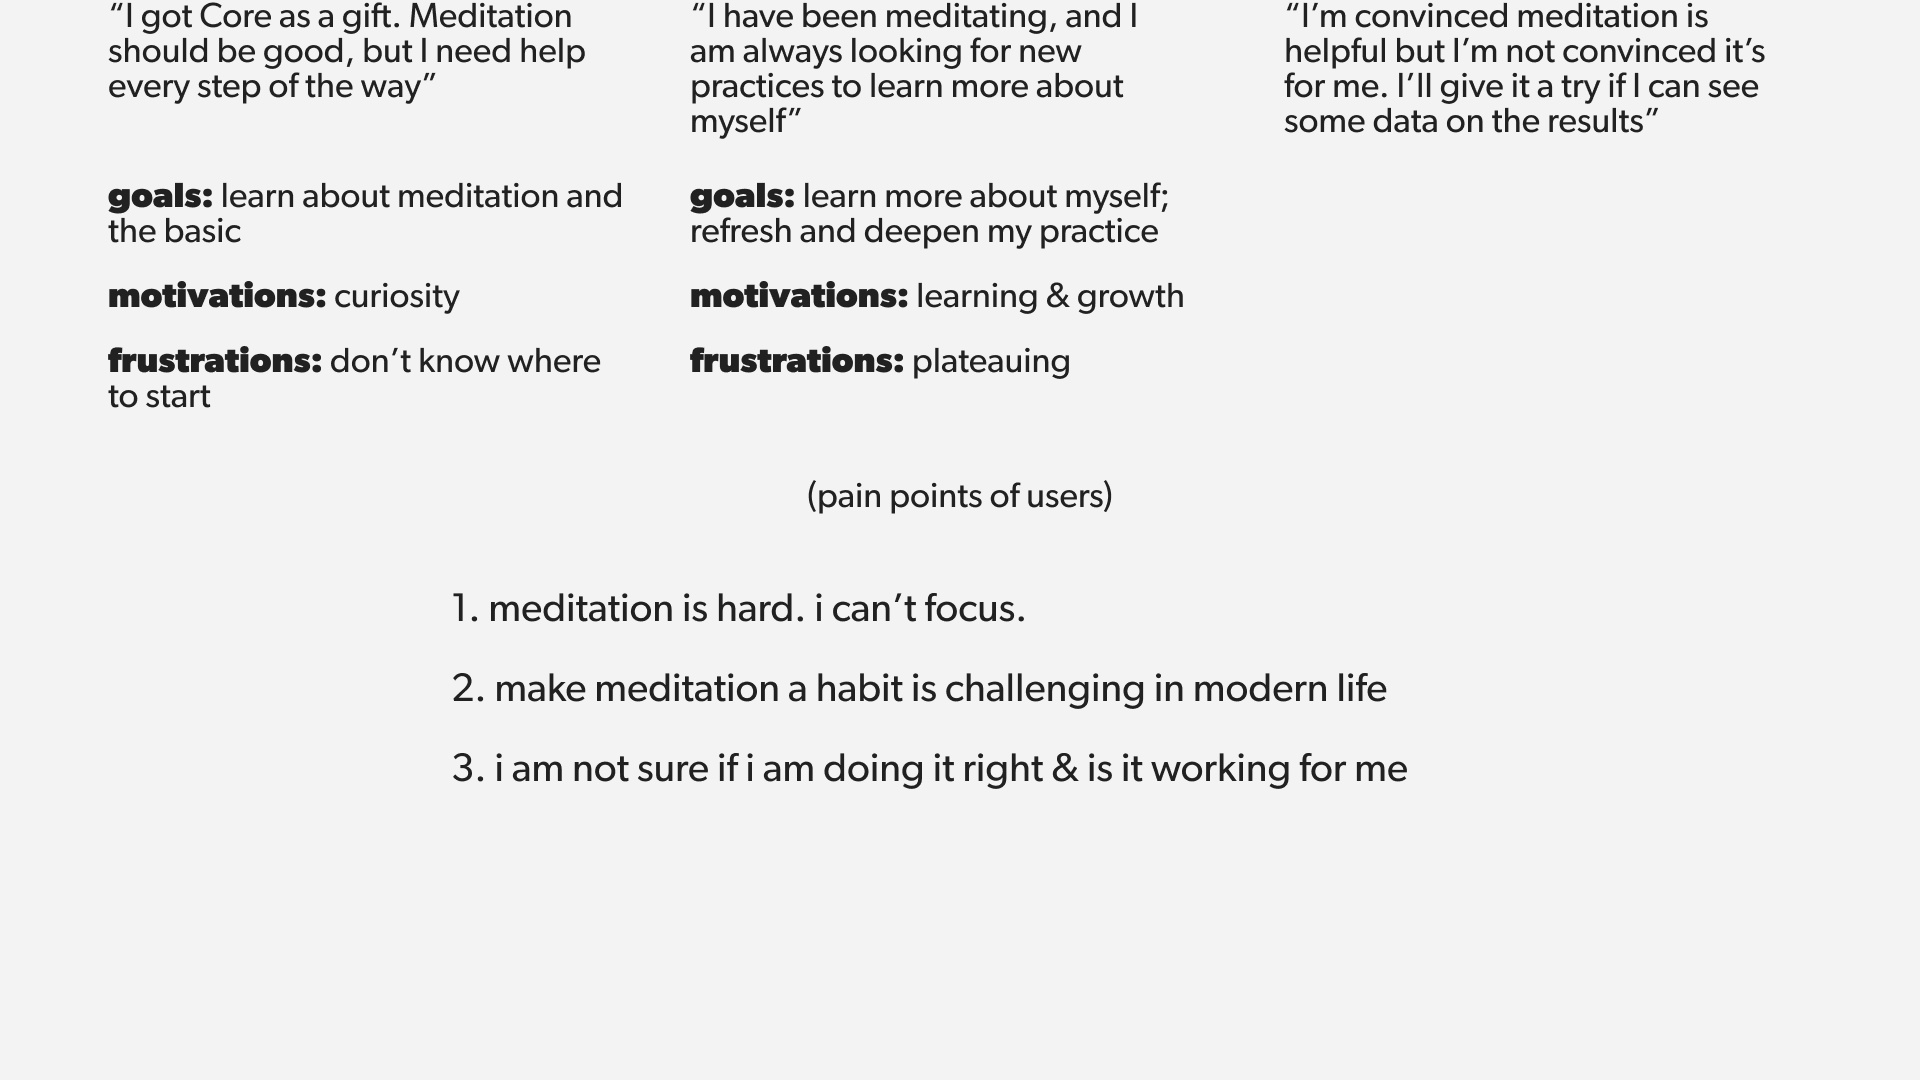 “I got Core as a gift. Meditation
should be good, but I need help
every step of the way”
goals: learn about meditation and
the basic
motivations: curiosity
frustrations: don’t know where
to start
“I have been meditating, and I
am always looking for new
practices to learn more about
myself”
goals: learn more about myself;
refresh and deepen my practice
motivations: learning & growth
frustrations: plateauing
“I’m convinced meditation is
helpful but I’m not convinced it’s
for me. I’ll give it a try if I can see
some data on the results”
(pain points of users)
1. meditation is hard. i can’t focus.
2. make meditation a habit is challenging in modern life
3. i am not sure if i am doing it right & is it working for me